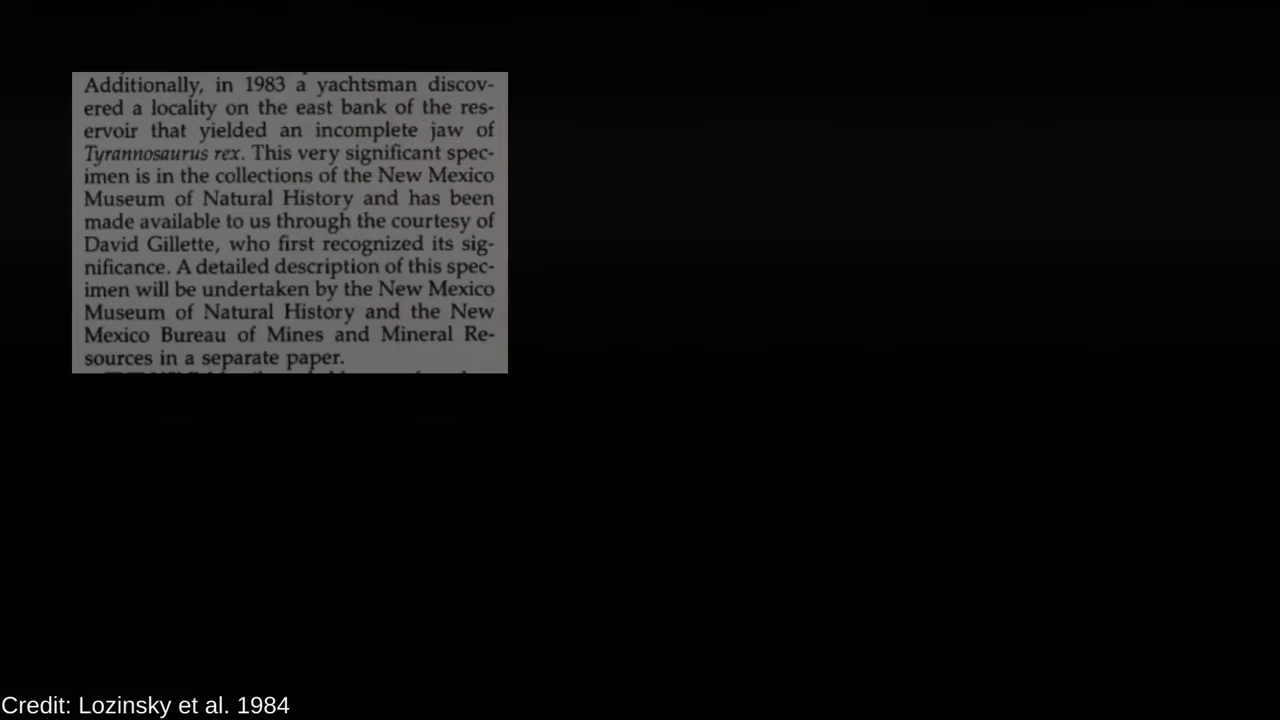 Additionally, in 1983 a yachtsman discov-
ered a locality on the east bank of the res-
ervoir that yielded an incomplete jaw of
Tyrannosaurus rex. This very significant spec-
imen is in the collections of the New Mexico
Museum of Natural History and has been
made available to us through the courtesy of
David Gillette, who first recognized its sig-
nificance. A detailed description of this spec-
imen will be undertaken by the New Mexico
Museum of Natural History and the New
Mexico Bureau of Mines and Mineral Re-
sources in a separate paper.
Credit: Lozinsky et al. 1984